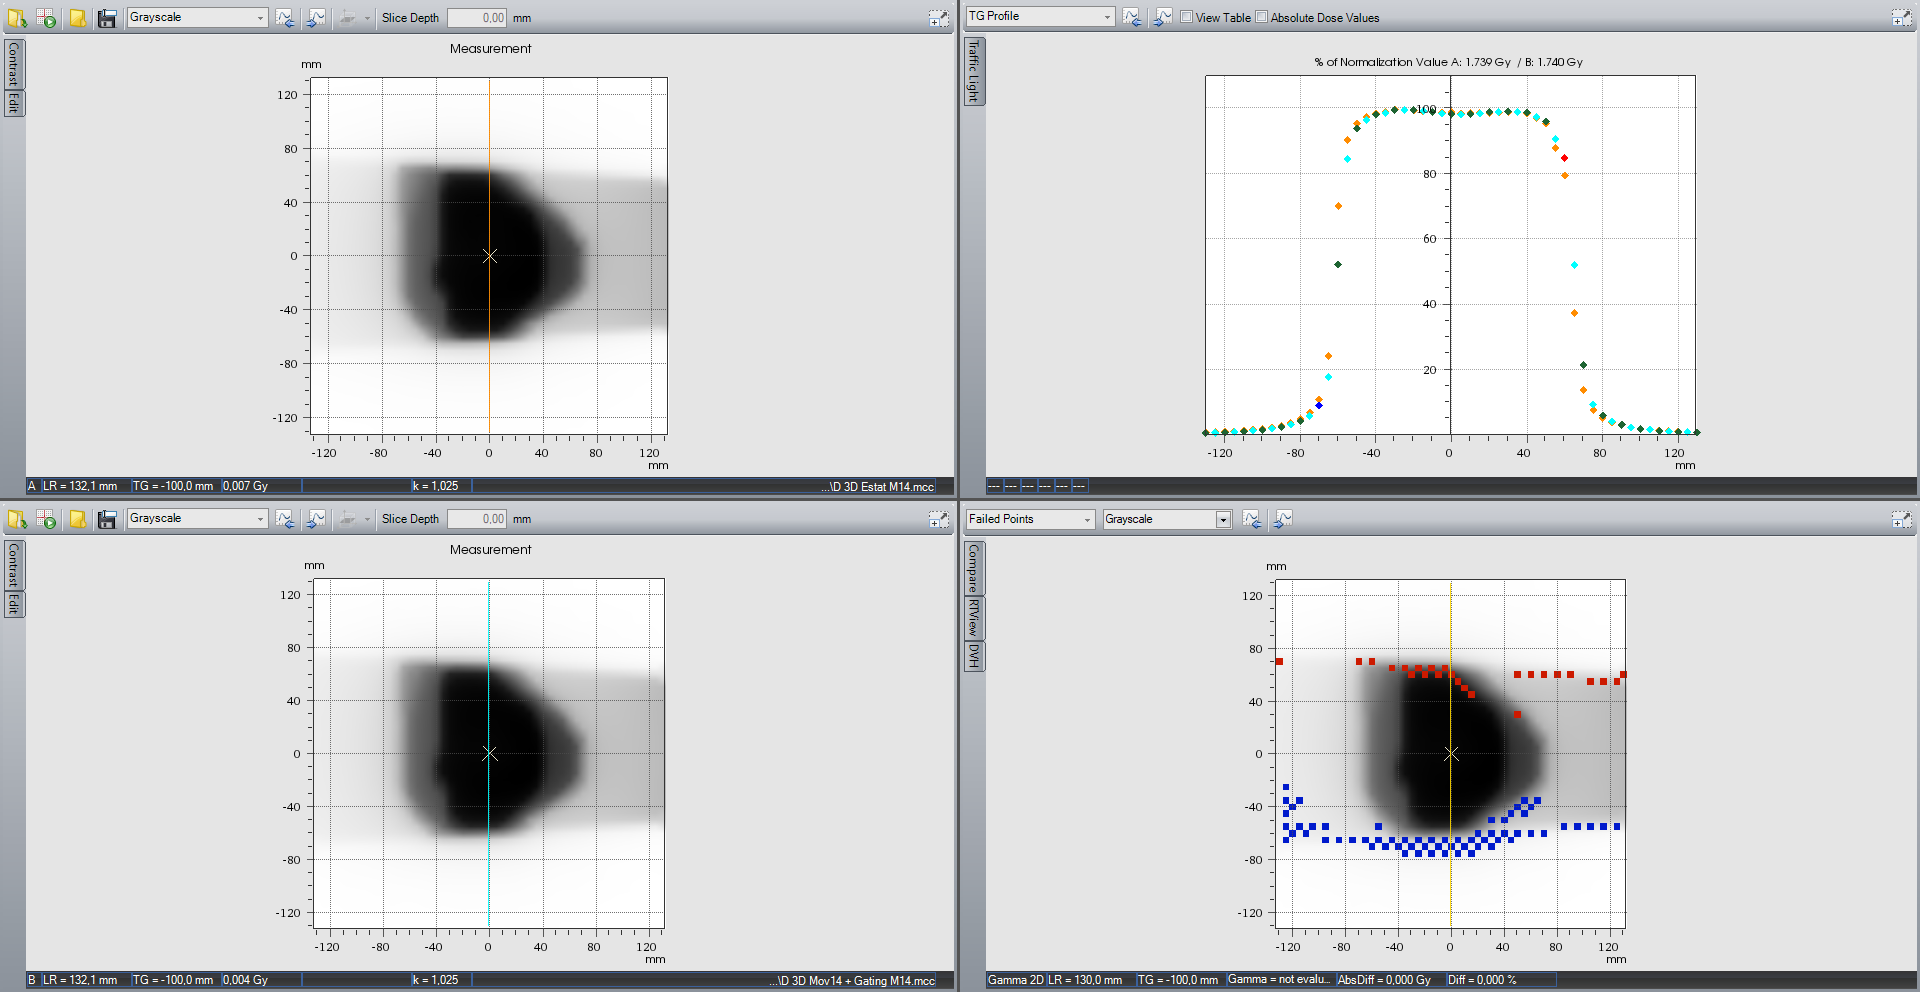 Grayscale
Slice Depth 0,00 mm
Contrast
Edit
Measurement
mm
120
80
40
0
-40
-80
-120
-120 -80 -40 0 40 80 120
mm
A LR = 132,1 mm TG = -100,0 mm 0,007 Gy k = 1,025 ...\D 3D Estat M14.mcc
TG Profile View Table Absolute Dose Values
Traffic Light
% of Normalization Value A: 1.739 Gy / B: 1.740 Gy
100
80
60
40
20
-120 -80 -40 0 40 80 120
mm
--- --- --- --- --- ---
Grayscale
Slice Depth 0,00 mm
Contrast
Edit
Measurement
mm
120
80
40
0
-40
-80
-120
-120 -80 -40 0 40 80 120
mm
B LR = 132,1 mm TG = -100,0 mm 0,004 Gy k = 1,025 ...\D 3D Mov14 + Gating M14.mcc
Failed Points Grayscale
Compare
RTView
DVH
mm
120
80
40
0
-40
-80
-120
-120 -80 -40 0 40 80 120
mm
Gamma 2D LR = 130,0 mm TG = -100,0 mm Gamma = not evalu... AbsDiff = 0,000 Gy Diff = 0,000 %